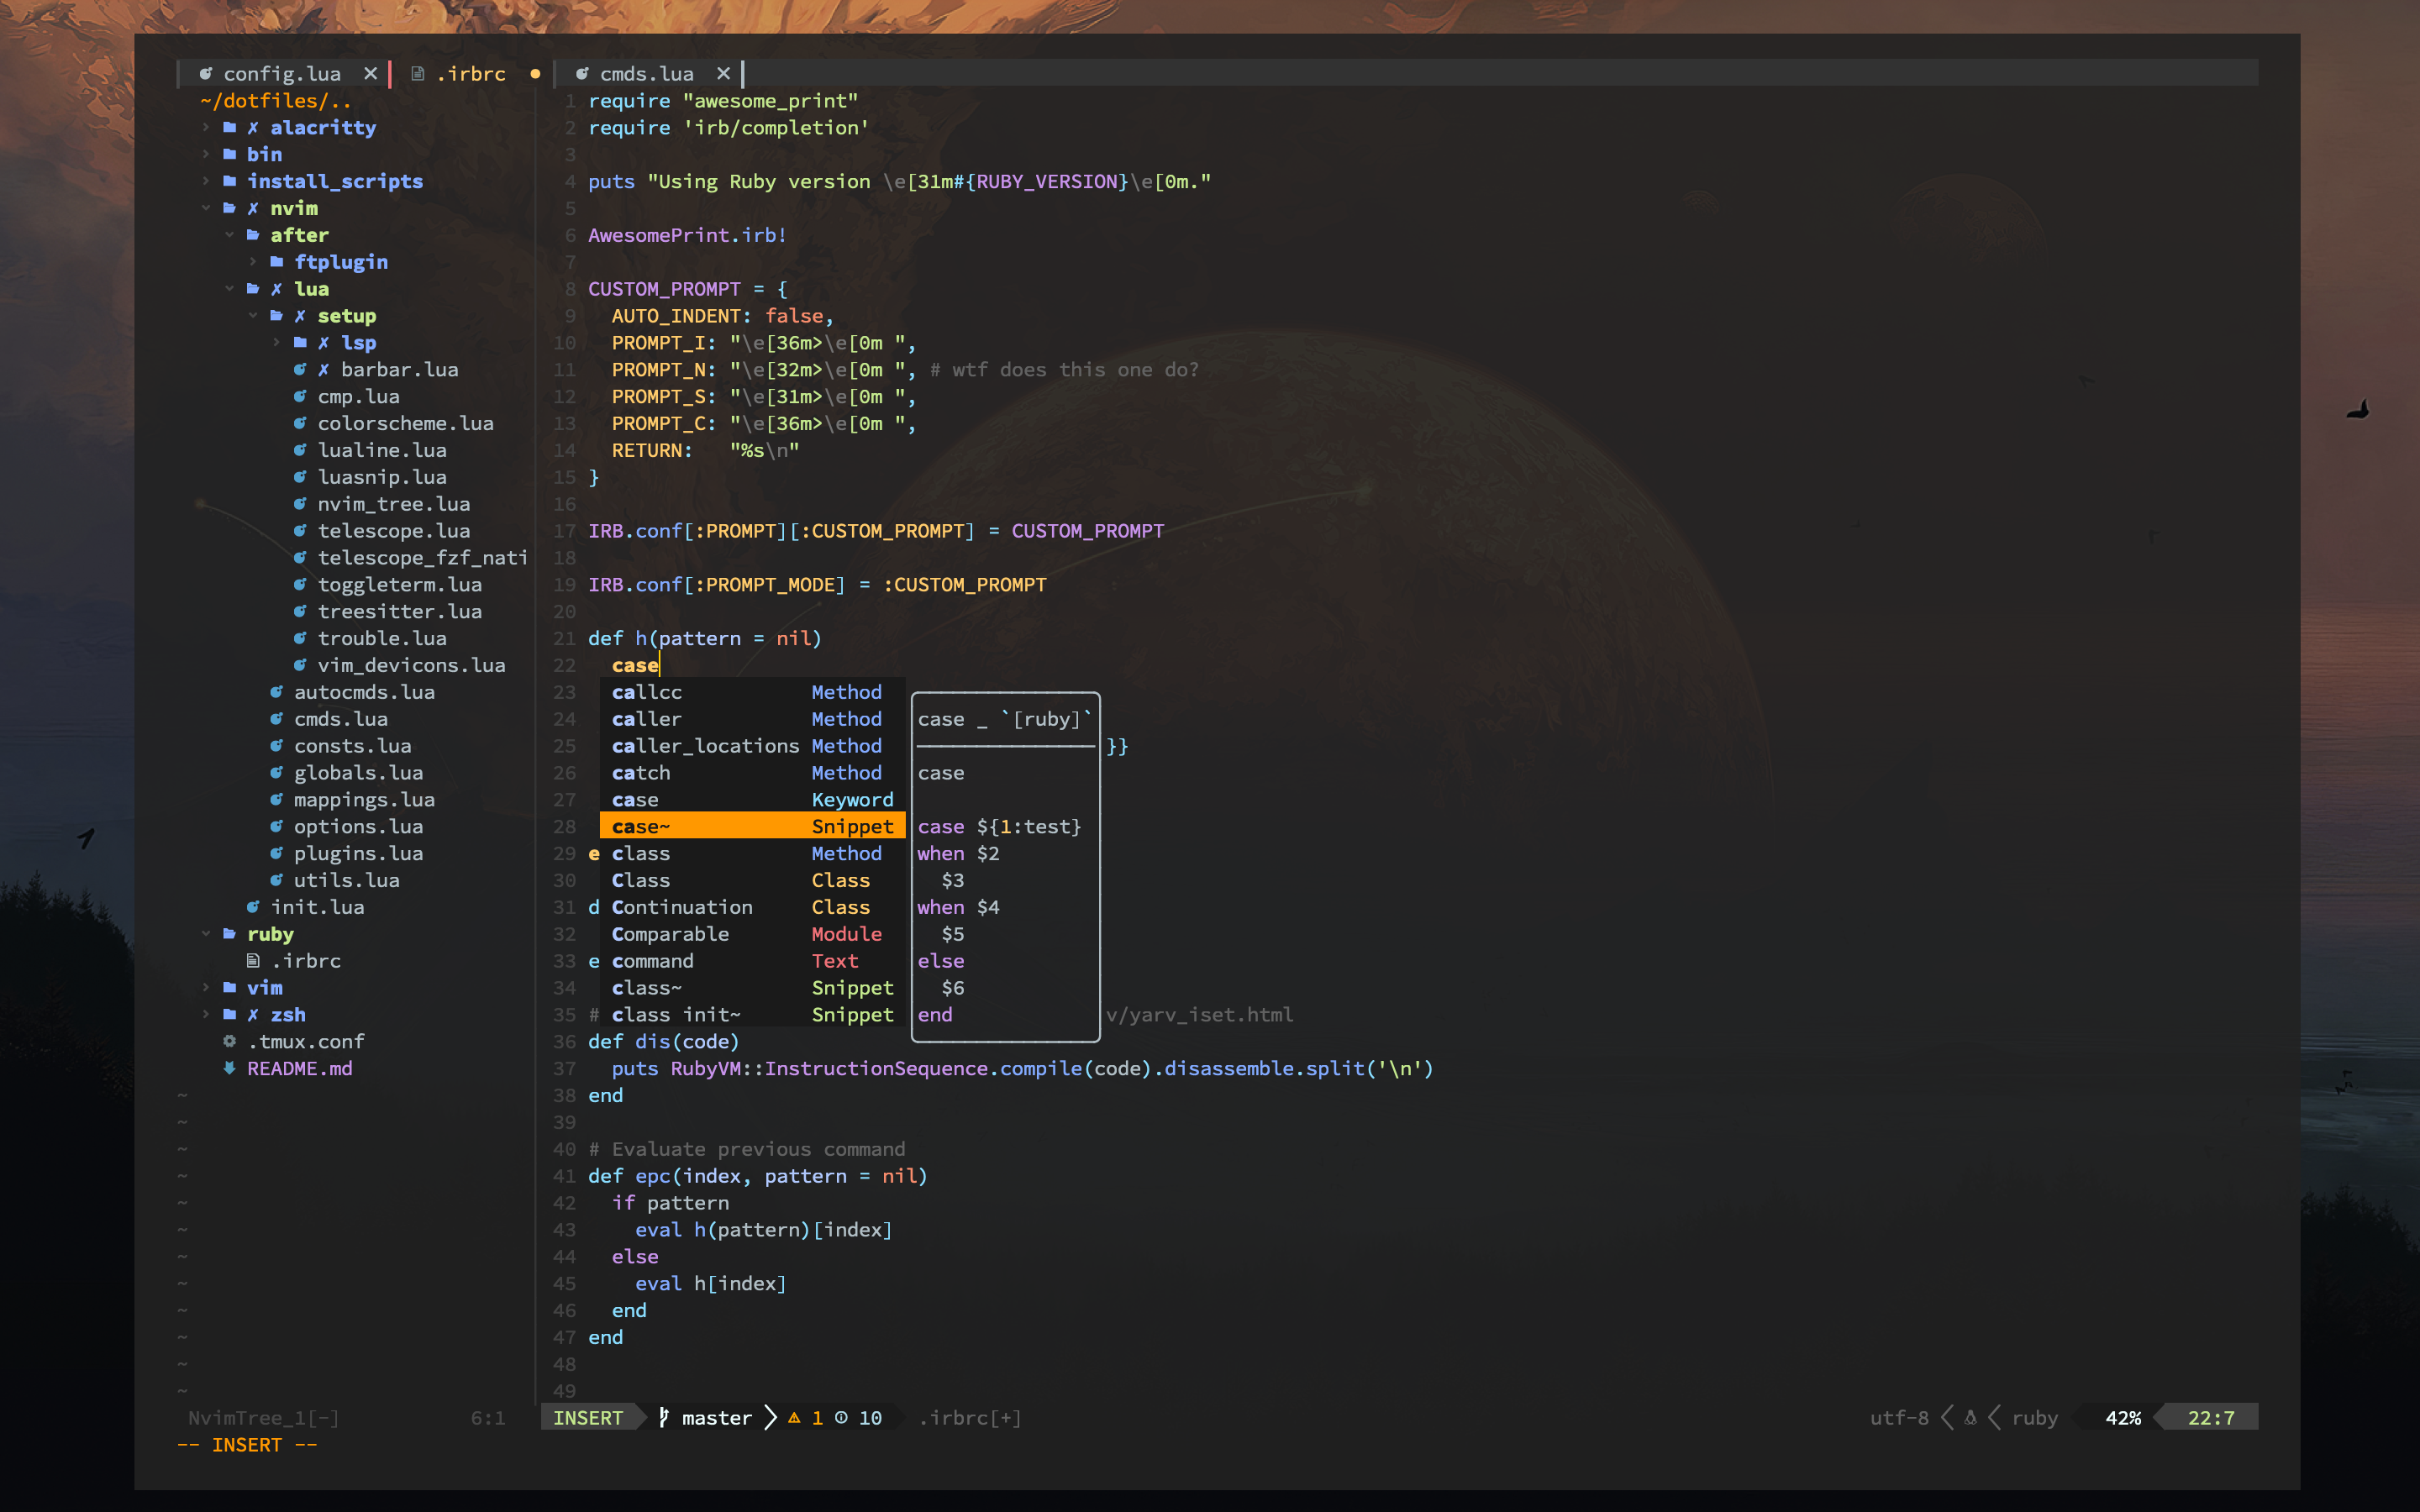 config.lua ✕ .irbrc ● cmds.lua ✕
~/dotfiles/..
✗ alacritty
bin
install_scripts
✗ nvim
after
ftplugin
✗ lua
✗ setup
✗ lsp
✗ barbar.lua
cmp.lua
colorscheme.lua
lualine.lua
luasnip.lua
nvim_tree.lua
telescope.lua
telescope_fzf_nati
toggleterm.lua
treesitter.lua
trouble.lua
vim_devicons.lua
autocmds.lua
cmds.lua
consts.lua
globals.lua
mappings.lua
options.lua
plugins.lua
utils.lua
init.lua
ruby
.irbrc
vim
✗ zsh
.tmux.conf
README.md
~
~
~
~
~
~
~
~
~
~
~
~
NvimTree_1[-] 6:1
1 require "awesome_print"
2 require 'irb/completion'
3
4 puts "Using Ruby version \e[31m#{RUBY_VERSION}\e[0m."
5
6 AwesomePrint.irb!
7
8 CUSTOM_PROMPT = {
9 AUTO_INDENT: false,
10 PROMPT_I: "\e[36m>\e[0m ",
11 PROMPT_N: "\e[32m>\e[0m ", # wtf does this one do?
12 PROMPT_S: "\e[31m>\e[0m ",
13 PROMPT_C: "\e[36m>\e[0m ",
14 RETURN: "%s\n"
15 }
16
17 IRB.conf[:PROMPT][:CUSTOM_PROMPT] = CUSTOM_PROMPT
18
19 IRB.conf[:PROMPT_MODE] = :CUSTOM_PROMPT
20
21 def h(pattern = nil)
22 case
23 callcc Method
24 caller Method case _ `[ruby]`
25 caller_locations Method }}
26 catch Method case
27 case Keyword
28 case~ Snippet case ${1:test}
29 e class Method when $2
30 Class Class $3
31 d Continuation Class when $4
32 Comparable Module $5
33 e command Text else
34 class~ Snippet $6
35 # class init~ Snippet end v/yarv_iset.html
36 def dis(code)
37 puts RubyVM::InstructionSequence.compile(code).disassemble.split('\n')
38 end
39
40 # Evaluate previous command
41 def epc(index, pattern = nil)
42 if pattern
43 eval h(pattern)[index]
44 else
45 eval h[index]
46 end
47 end
48
49
INSERT master 1 10 .irbrc[+] utf-8 ruby 42% 22:7
-- INSERT --